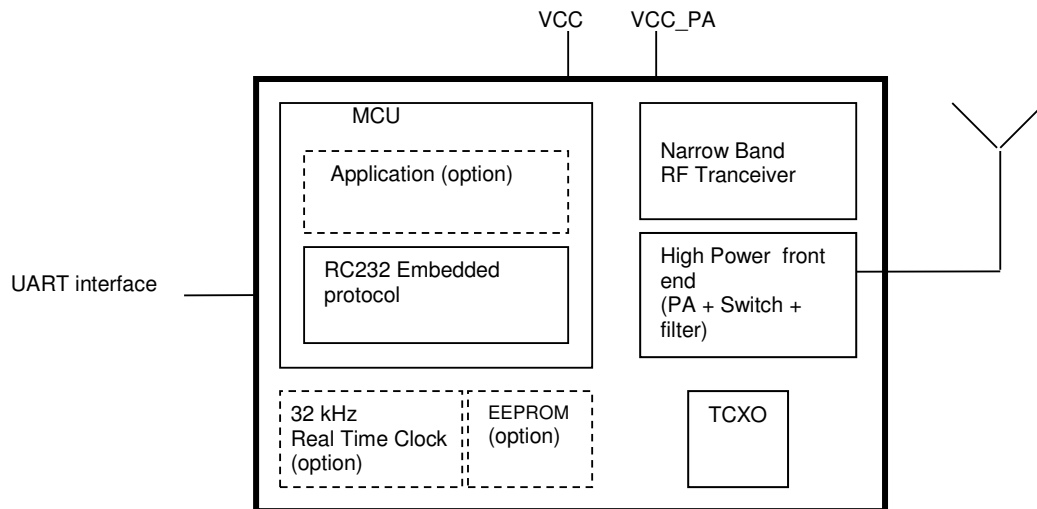 VCC VCC_PA
MCU
Application (option)
RC232 Embedded
protocol
Narrow Band
RF Tranceiver
High Power front
end
(PA + Switch +
filter)
UART interface
32 kHz
Real Time Clock
(option)
EEPROM
(option)
TCXO